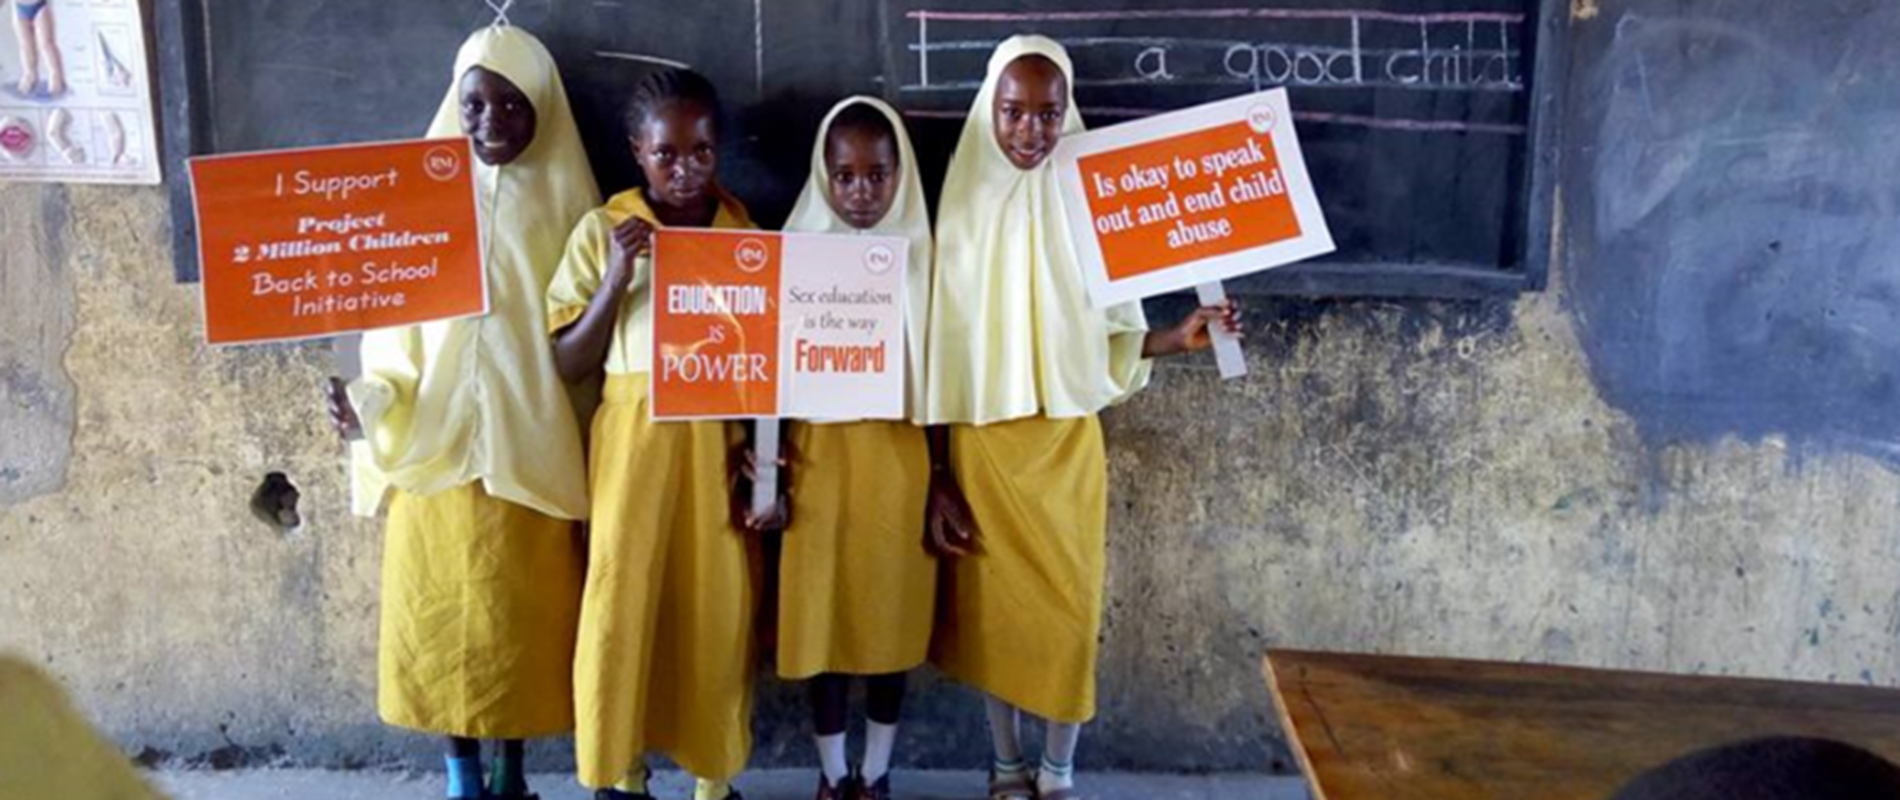 a good child
I Support
Project
2 Million Children
Back to School
Initiative
EDUCATION
IS
POWER
Sex education
is the way
Forward
Is okay to speak
out and end child
abuse